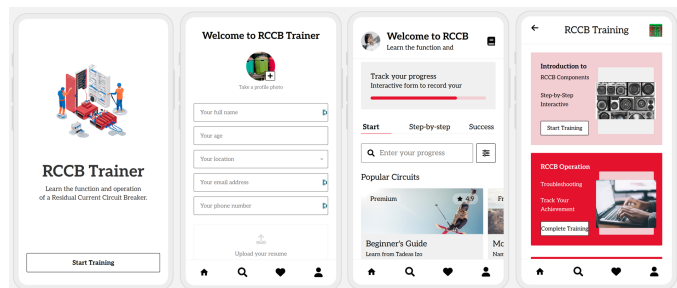 RCCB Trainer
Learn the function and operation
of a Residual Current Circuit Breaker.
Start Training
Welcome to RCCB Trainer
Take a profile photo
Your full name
Your age
Your location
Your email address
Your phone number
Upload your resume
Welcome to RCCB
Learn the function and
Track your progress
Interactive form to record your
Start Step-by-step Success
Enter your progress
Popular Circuits
Premium
4.9
Fr
Beginner's Guide
Learn from Tadeas Izo
Mc
Nam
RCCB Training
Introduction to
RCCB Components
Step-by-Step
Interactive
Start Training
RCCB Operation
Troubleshooting
Track Your
Achievement
Complete Training